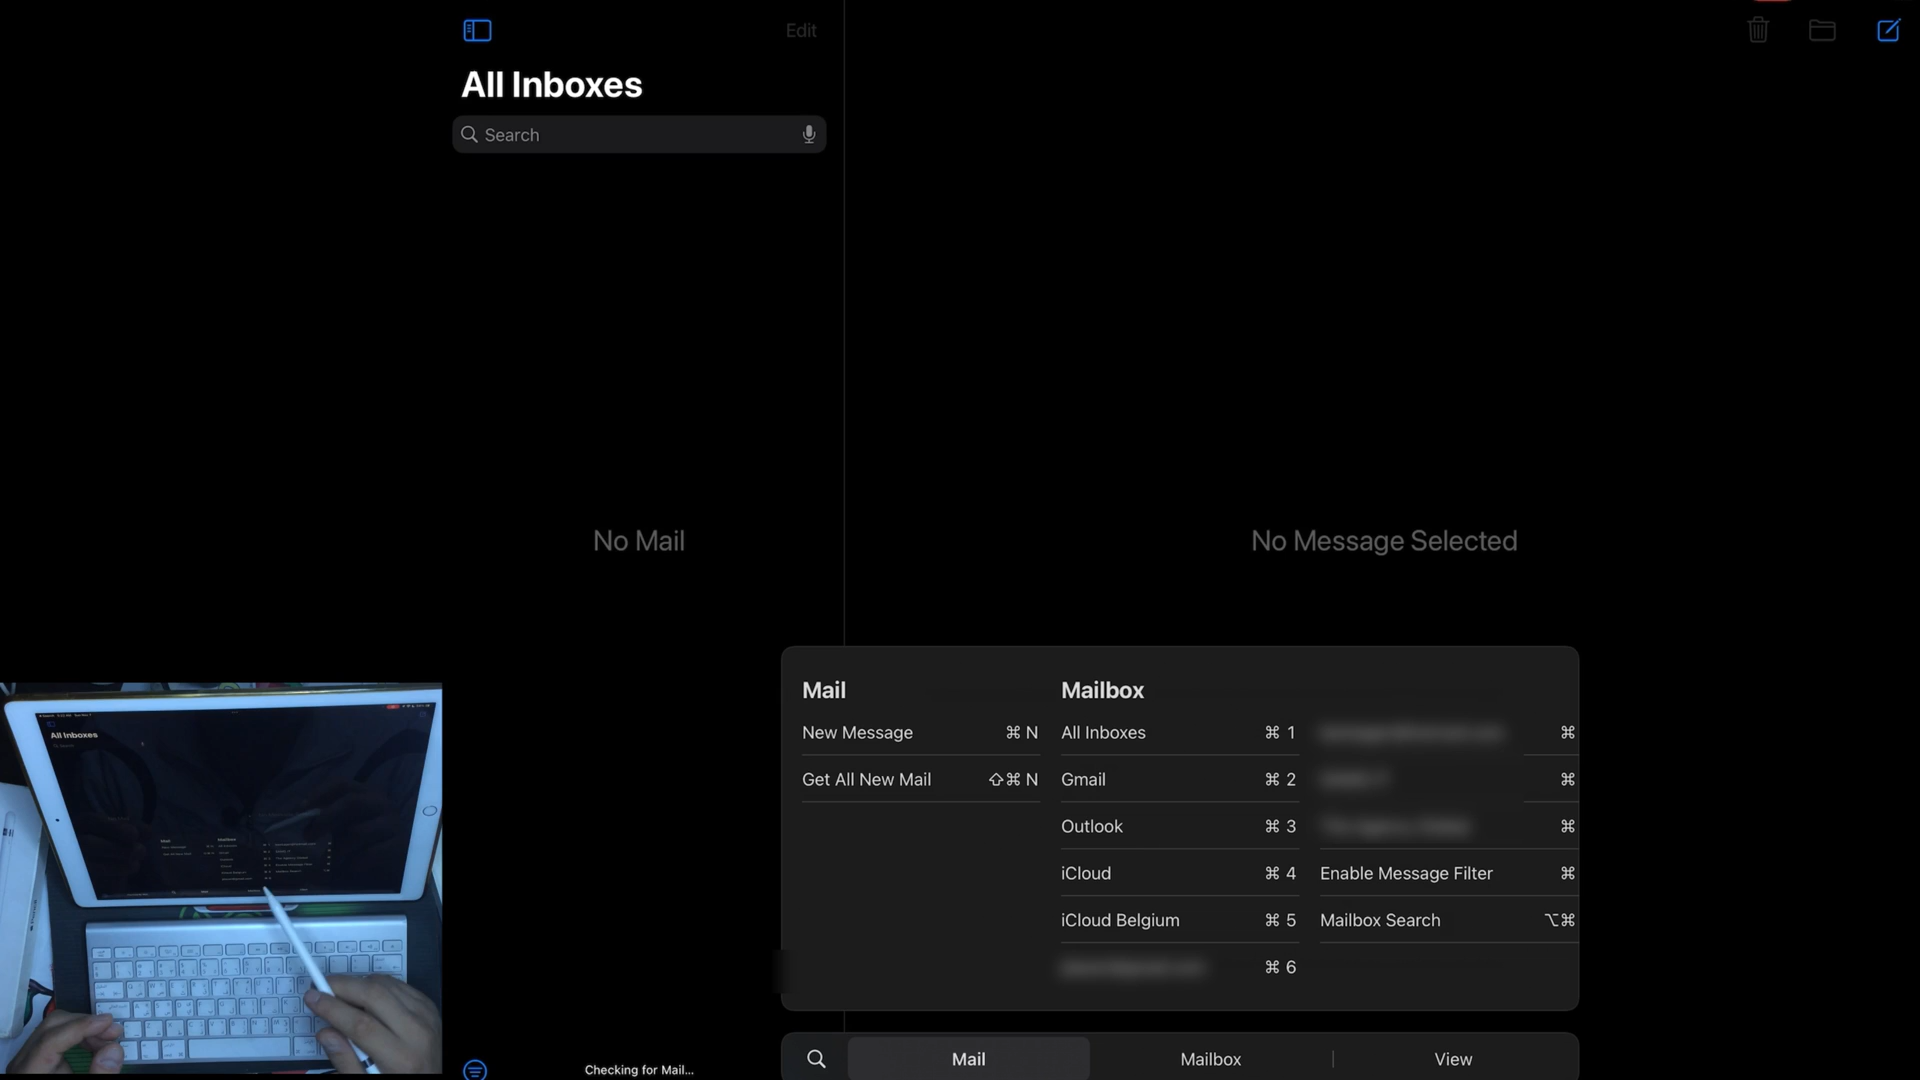 Edit
All Inboxes
Search
No Mail
No Message Selected
Mail
New Message ⌘ N
Get All New Mail ⇧⌘ N
Mailbox
All Inboxes ⌘ 1
Gmail ⌘ 2
Outlook ⌘ 3
iCloud ⌘ 4
iCloud Belgium ⌘ 5
⌘ 6
⌘
⌘
⌘
Enable Message Filter ⌘
Mailbox Search ⌥⌘
Checking for Mail...
Mail
Mailbox
View
All Inboxes